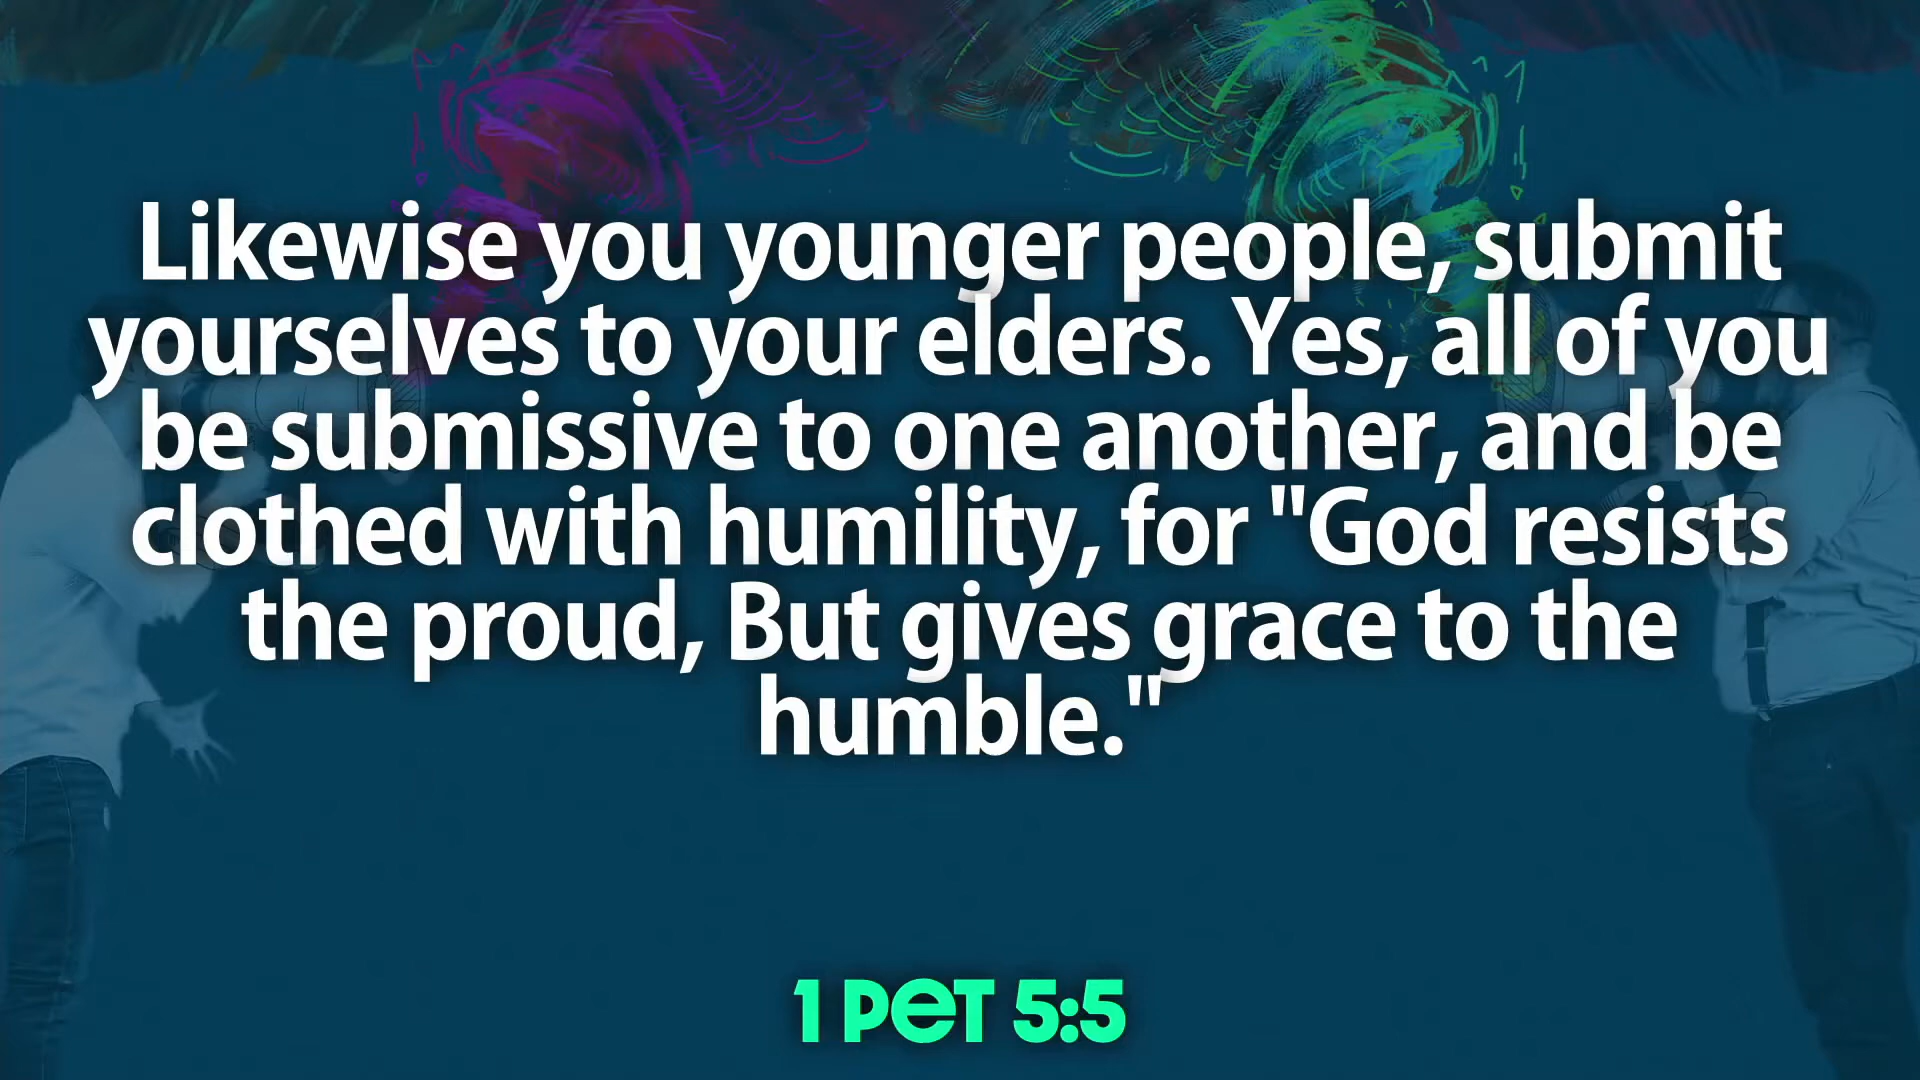 Likewise you younger people, submit
yourselves to your elders. Yes, all of you
be submissive to one another, and be
clothed with humility, for "God resists
the proud, But gives grace to the
humble."
1 PeT 5:5